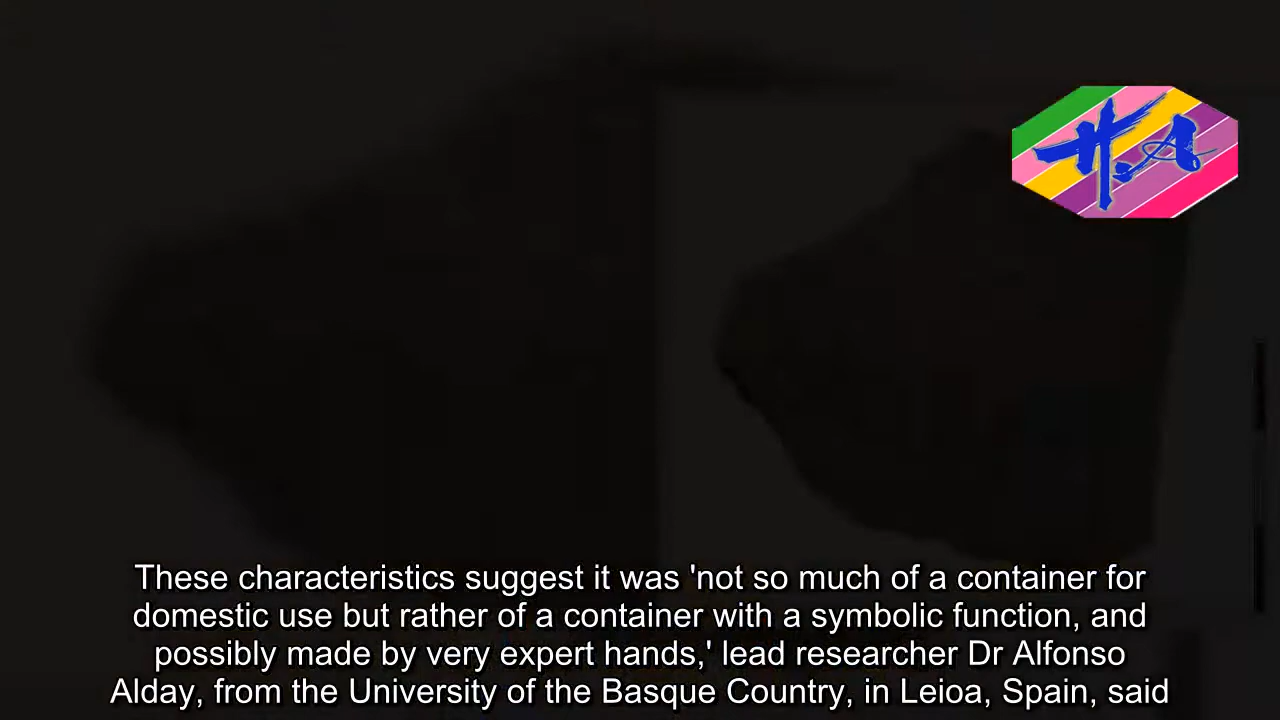 H.A
These characteristics suggest it was 'not so much of a container for
domestic use but rather of a container with a symbolic function, and
possibly made by very expert hands,' lead researcher Dr Alfonso
Alday, from the University of the Basque Country, in Leioa, Spain, said